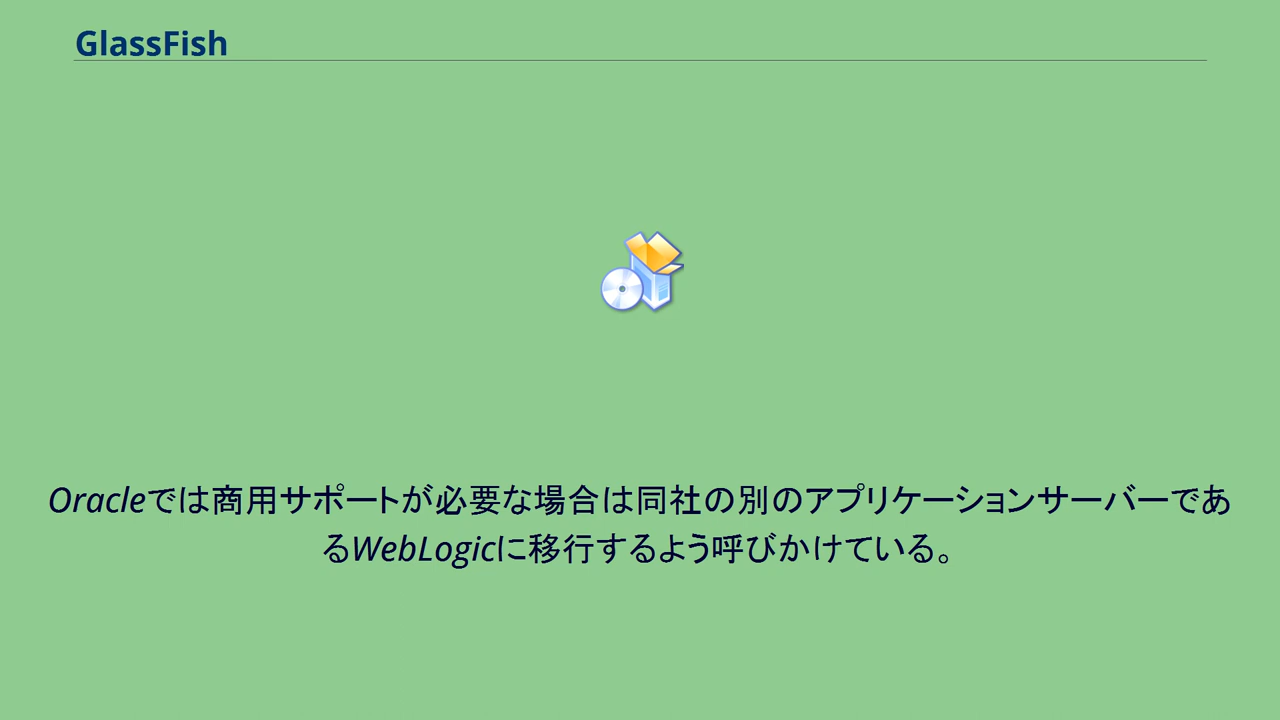 GlassFish
Oracleでは商用サポートが必要な場合は同社の別のアプリケーションサーバーであ
るWebLogicに移行するよう呼びかけている。